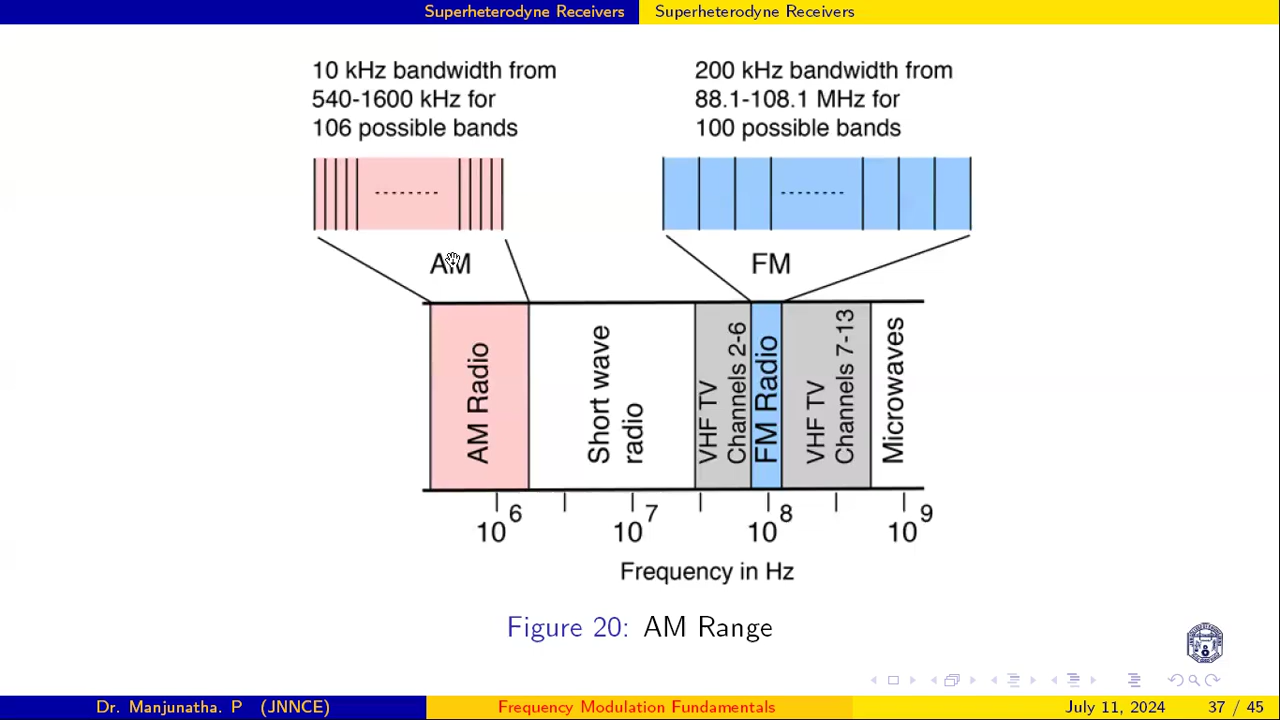 Superheterodyne Receivers
Superheterodyne Receivers
10 kHz bandwidth from
540-1600 kHz for
106 possible bands
200 kHz bandwidth from
88.1-108.1 MHz for
100 possible bands
AM
FM
AM Radio
Short wave
radio
VHF TV
Channels 2-6
FM Radio
VHF TV
Channels 7-13
Microwaves
10^6
10^7
10^8
10^9
Frequency in Hz
Figure 20: AM Range
Dr. Manjunatha. P (JNNCE)
Frequency Modulation Fundamentals
July 11, 2024
37 / 45